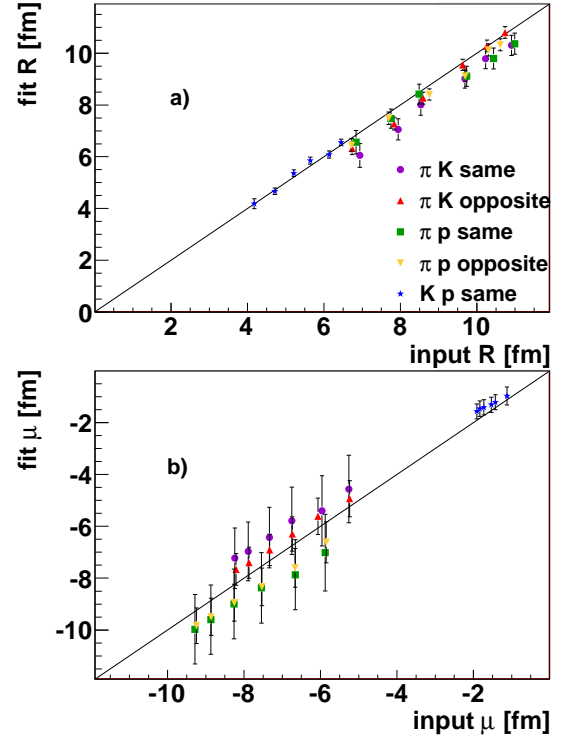 fit R [fm]
10
8
6
4
2
0
a)
π K same
π K opposite
π p same
π p opposite
K p same
2 4 6 8 10
input R [fm]
fit μ [fm]
-2
-4
-6
-8
-10
b)
-10 -8 -6 -4 -2
input μ [fm]